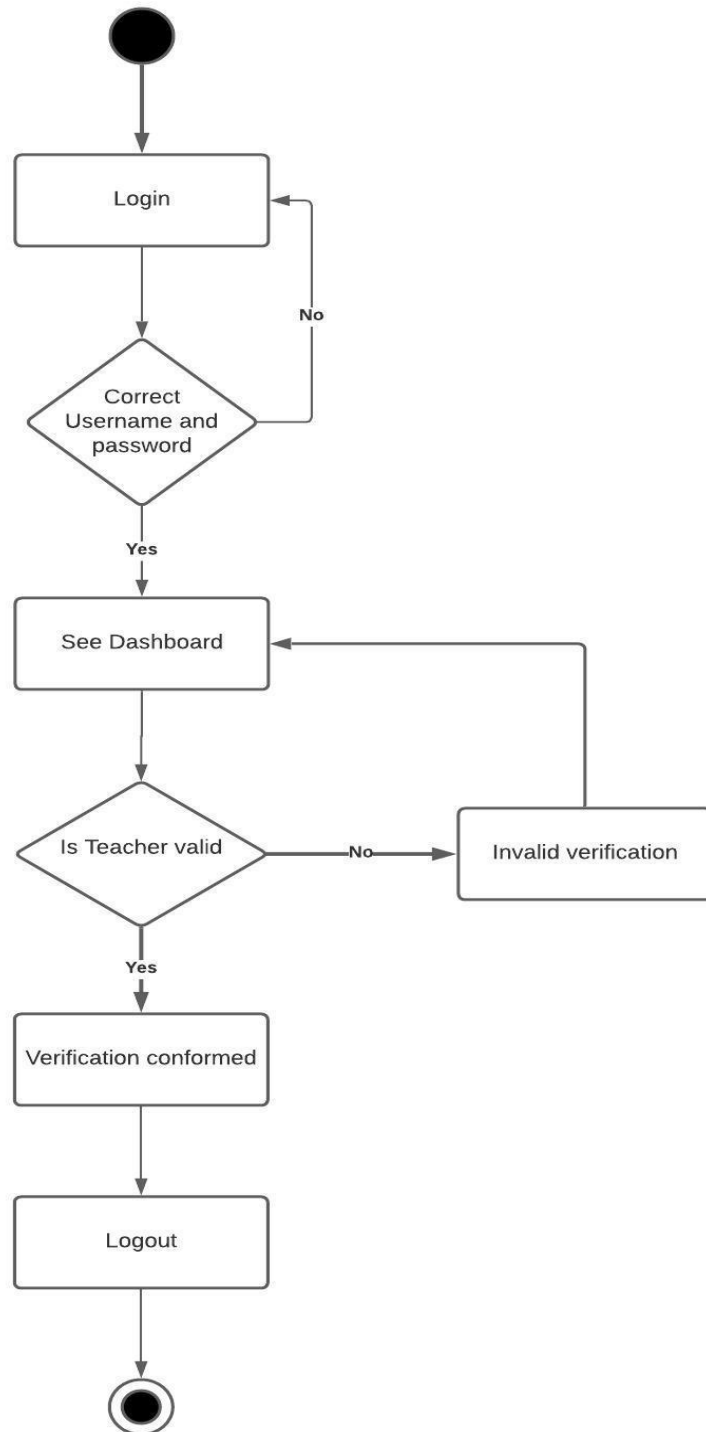 Login
No
Correct
Username and
password
Yes
See Dashboard
Is Teacher valid
No
Invalid verification
Yes
Verification conformed
Logout